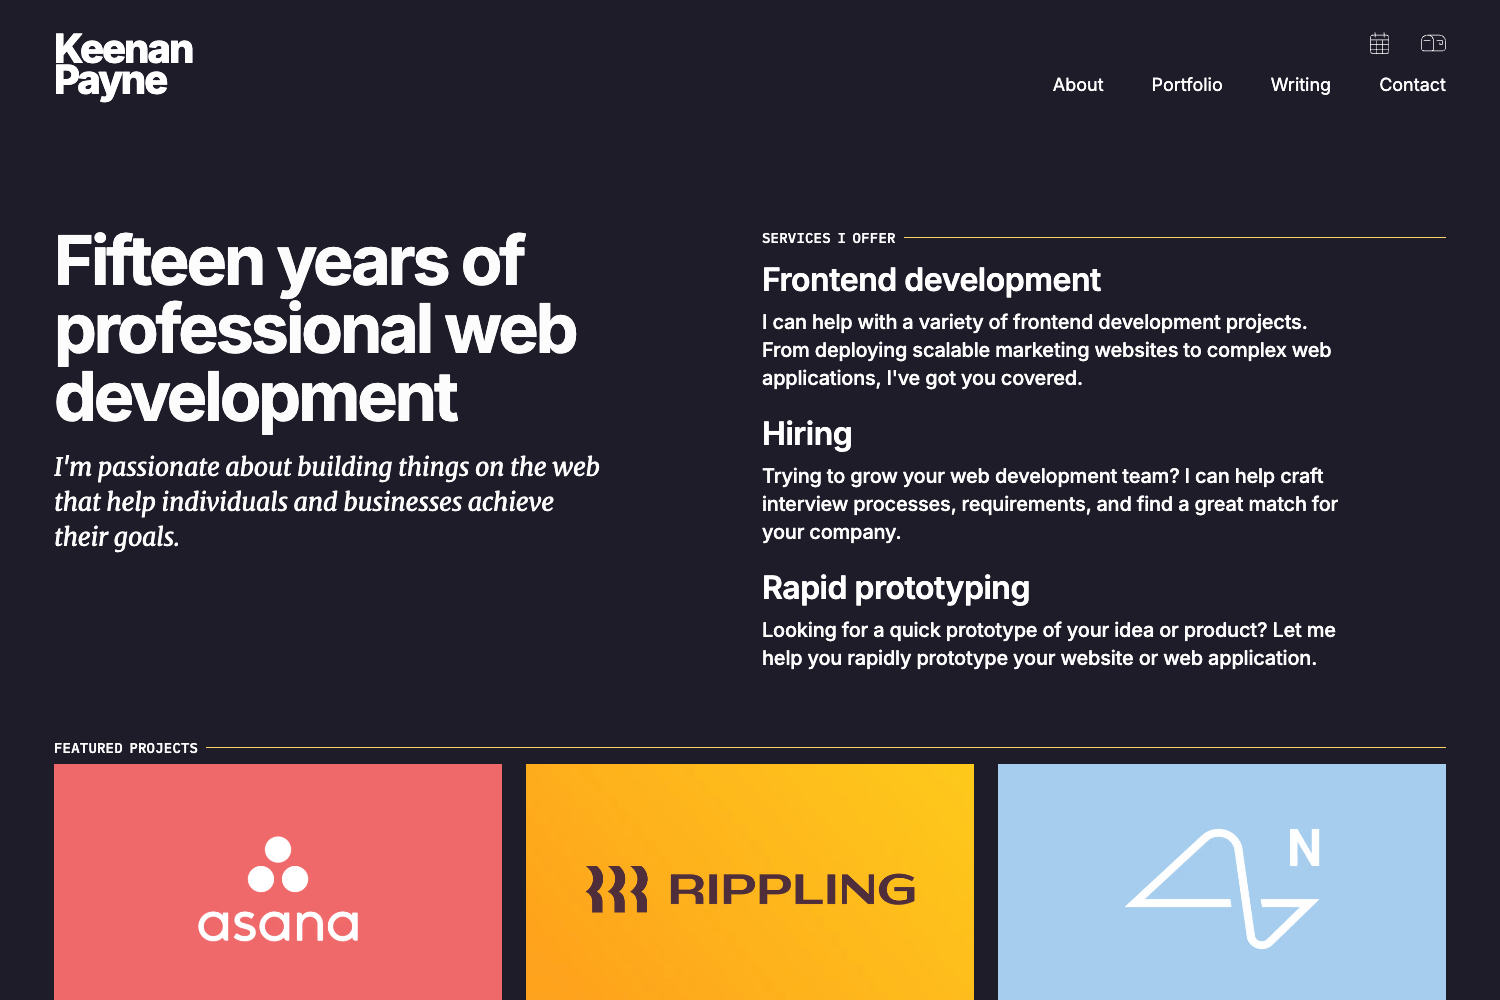 Keenan
Payne
About
Portfolio
Writing
Contact
Fifteen years of
professional web
development
I'm passionate about building things on the web
that help individuals and businesses achieve
their goals.
SERVICES I OFFER
Frontend development
I can help with a variety of frontend development projects.
From deploying scalable marketing websites to complex web
applications, I've got you covered.
Hiring
Trying to grow your web development team? I can help craft
interview processes, requirements, and find a great match for
your company.
Rapid prototyping
Looking for a quick prototype of your idea or product? Let me
help you rapidly prototype your website or web application.
FEATURED PROJECTS
asana
RIPPLING
N